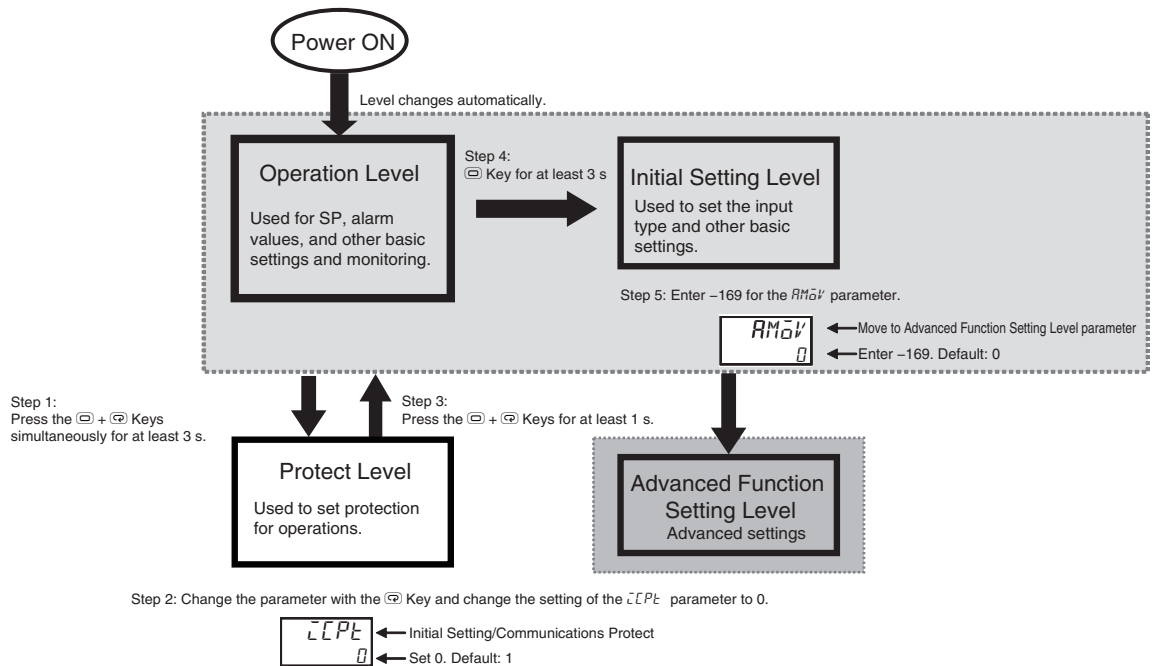 Power ON
Level changes automatically.
Operation Level
Used for SP, alarm
values, and other basic
settings and monitoring.
Step 4:
Key for at least 3 s
Initial Setting Level
Used to set the input
type and other basic
settings.
Step 5: Enter −169 for the AMoV parameter.
AMoV
Move to Advanced Function Setting Level parameter
0
Enter −169. Default: 0
Step 1:
Press the + Keys
simultaneously for at least 3 s.
Step 3:
Press the + Keys for at least 1 s.
Protect Level
Used to set protection
for operations.
Advanced Function
Setting Level
Advanced settings
Step 2: Change the parameter with the Key and change the setting of the iCPt parameter to 0.
iCPt
Initial Setting/Communications Protect
0
Set 0. Default: 1